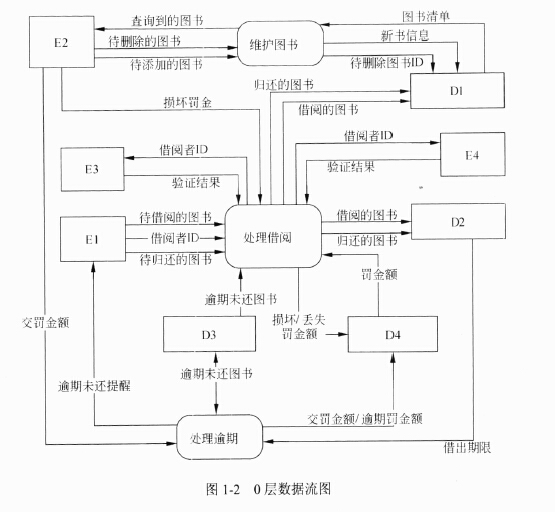 查询到的图书
图书清单
E2
待删除的图书
维护图书
新书信息
待添加的图书
待删除图书ID
归还的图书
D1
损坏罚金
借阅的图书
借阅者ID
借阅者ID
E3
E4
验证结果
验证结果
待借阅的图书
借阅的图书
E1
借阅者ID
处理借阅
D2
待归还的图书
归还的图书
罚金额
逾期未还图书
损坏/丢失
罚金额
交罚金额
D3
D4
逾期未还图书
逾期未还提醒
交罚金额/逾期罚金额
处理逾期
借出期限
图 1-2 0 层数据流图